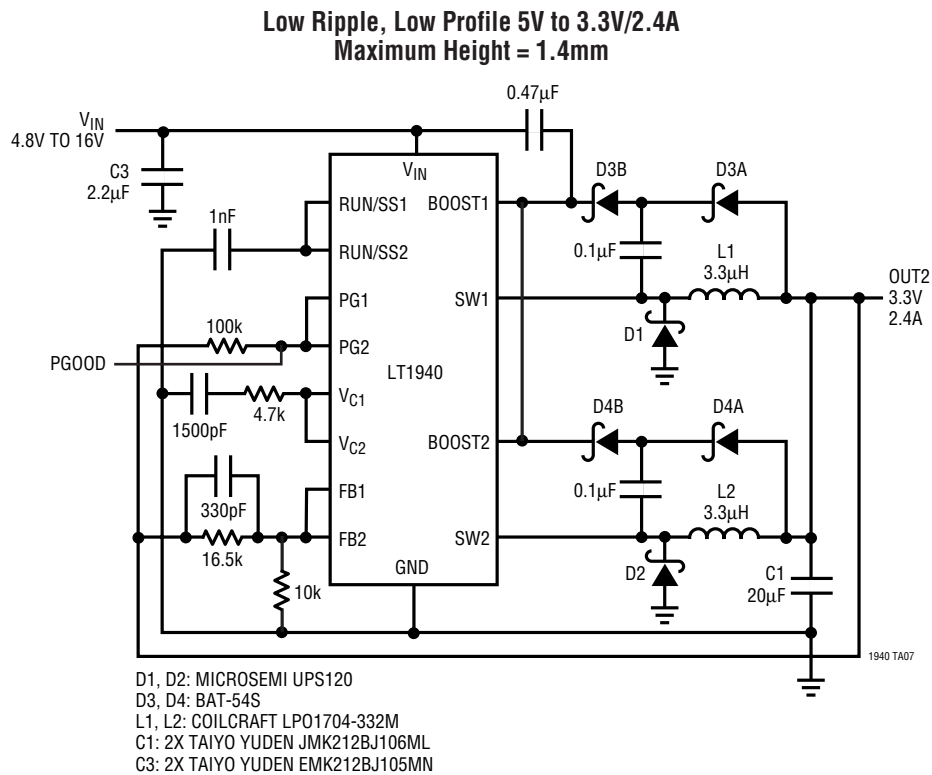 Low Ripple, Low Profile 5V to 3.3V/2.4A
Maximum Height = 1.4mm
0.47µF
VIN
4.8V TO 16V
C3
2.2µF
VIN
D3B
D3A
RUN/SS1
BOOST1
1nF
0.1µF
L1
3.3µH
RUN/SS2
OUT2
3.3V
2.4A
PG1
SW1
100k
D1
PG2
PGOOD
LT1940
VC1
4.7k
1500pF
D4B
D4A
VC2
BOOST2
0.1µF
L2
3.3µH
FB1
330pF
FB2
SW2
16.5k
GND
D2
C1
20µF
10k
1940 TA07
D1, D2: MICROSEMI UPS120
D3, D4: BAT-54S
L1, L2: COILCRAFT LPO1704-332M
C1: 2X TAIYO YUDEN JMK212BJ106ML
C3: 2X TAIYO YUDEN EMK212BJ105MN